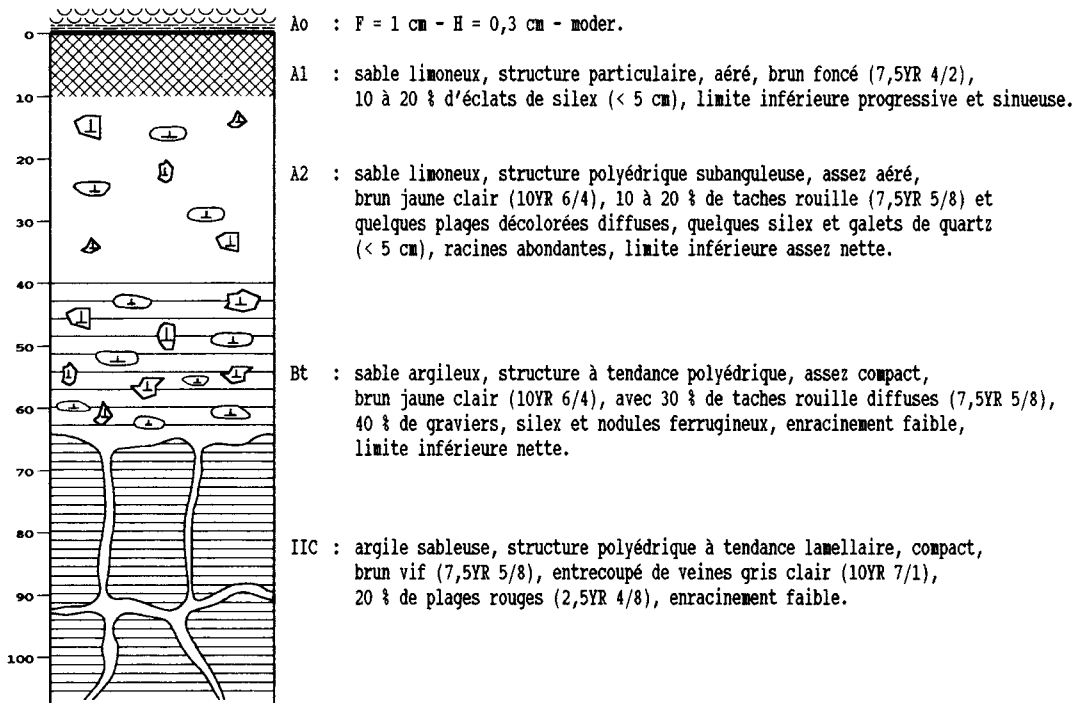 Ao : F = 1 cm - H = 0,3 cm - moder.
0
A1 : sable limoneux, structure particulaire, aéré, brun foncé (7,5YR 4/2),
10 à 20 % d'éclats de silex (< 5 cm), limite inférieure progressive et sinueuse.
10
20
A2 : sable limoneux, structure polyédrique subanguleuse, assez aéré,
brun jaune clair (10YR 6/4), 10 à 20 % de taches rouille (7,5YR 5/8) et
quelques plages décolorées diffuses, quelques silex et galets de quartz
(< 5 cm), racines abondantes, limite inférieure assez nette.
30
40
50
Bt : sable argileux, structure à tendance polyédrique, assez compact,
brun jaune clair (10YR 6/4), avec 30 % de taches rouille diffuses (7,5YR 5/8),
40 % de graviers, silex et nodules ferrugineux, enracinement faible,
limite inférieure nette.
60
70
80
IIC : argile sableuse, structure polyédrique à tendance lamellaire, compact,
brun vif (7,5YR 5/8), entrecoupé de veines gris clair (10YR 7/1),
20 % de plages rouges (2,5YR 4/8), enracinement faible.
90
100